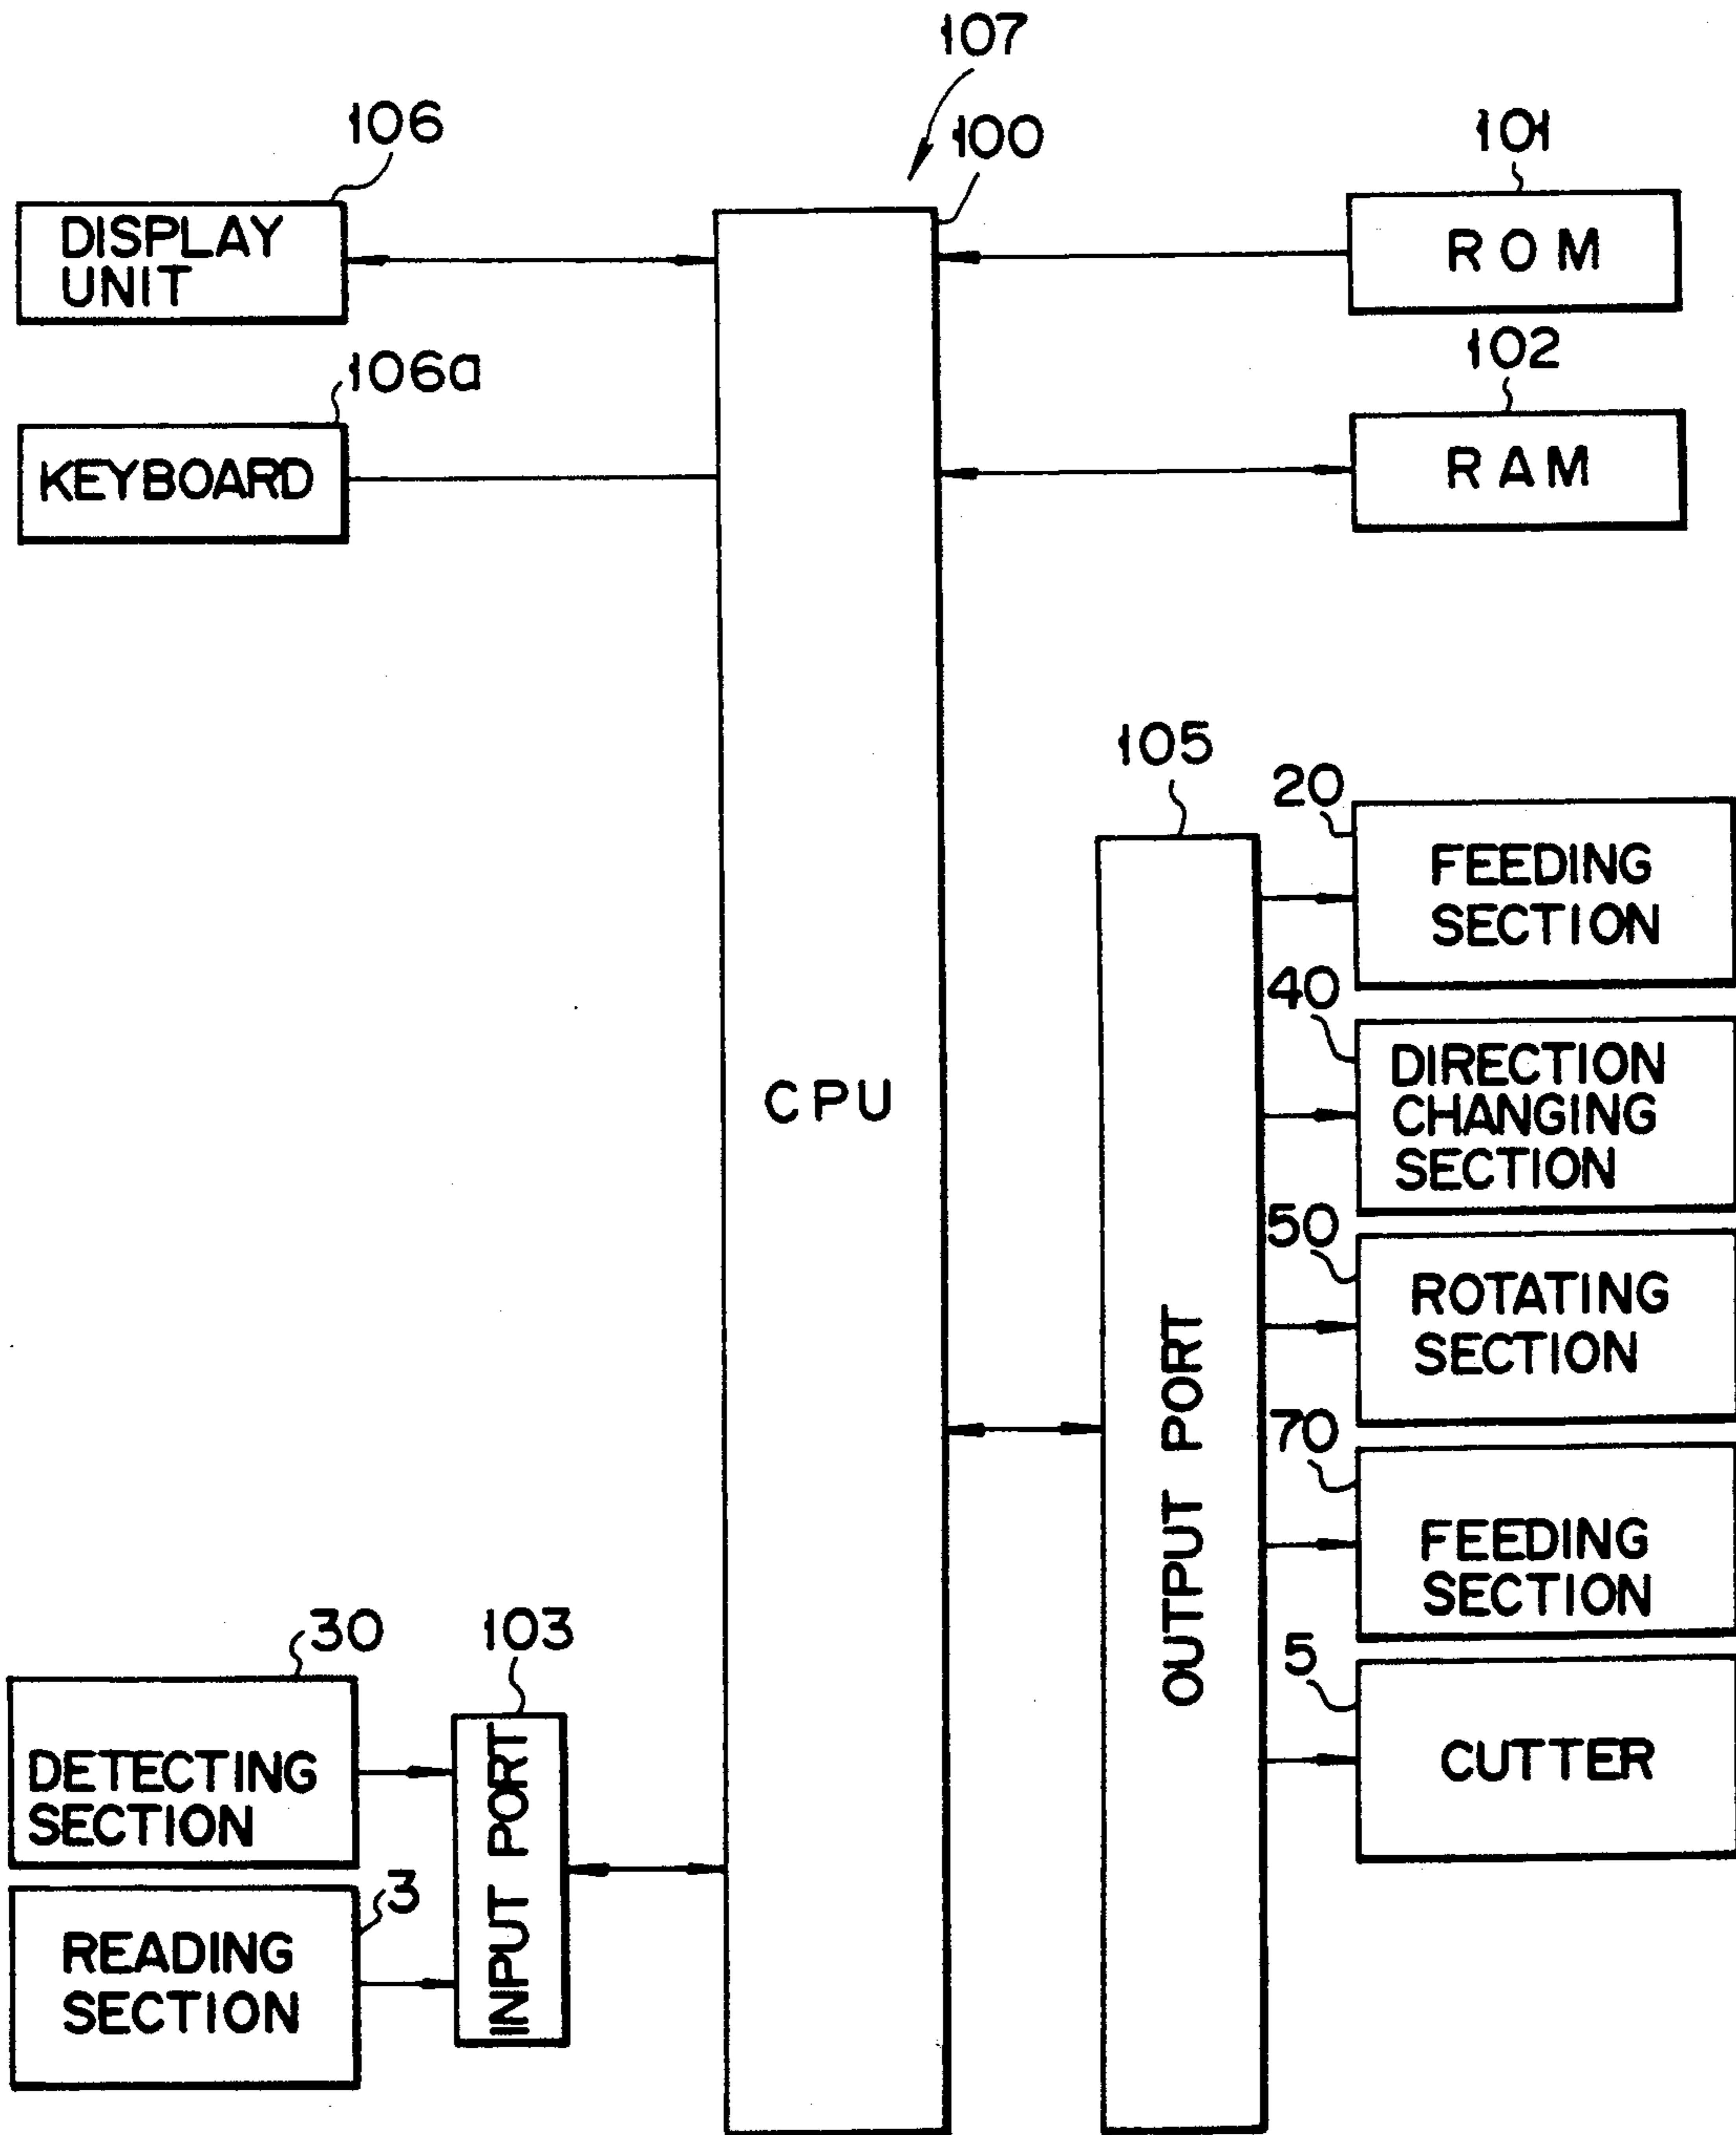 107
106
100
101
DISPLAY
UNIT
ROM
106a
102
KEYBOARD
RAM
105
20
FEEDING
SECTION
40
DIRECTION
CHANGING
SECTION
CPU
50
ROTATING
SECTION
OUTPUT PORT
70
FEEDING
SECTION
30
103
5
DETECTING
SECTION
INPUT PORT
CUTTER
3
READING
SECTION